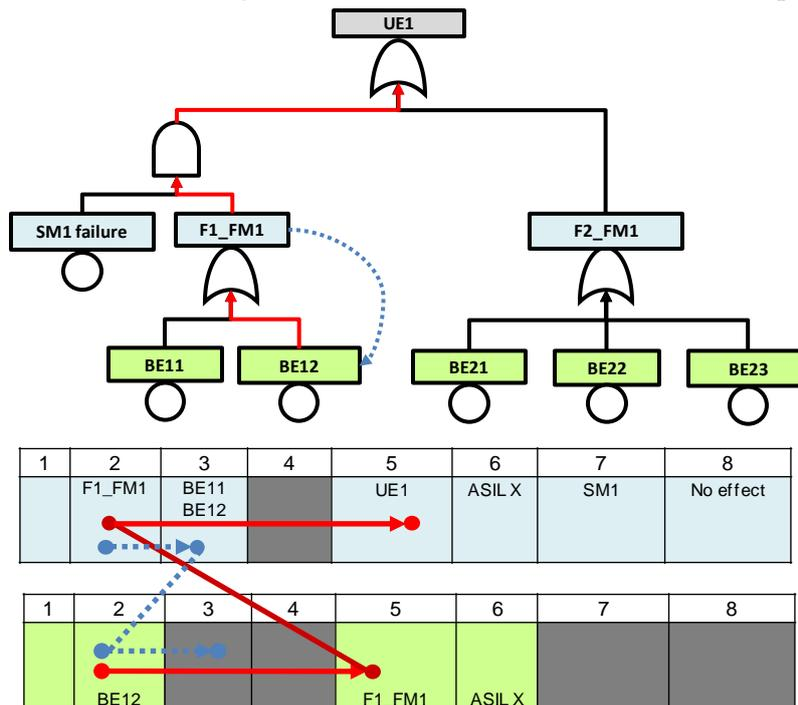 UE1
SM1 failure
F1_FM1
F2_FM1
BE11
BE12
BE21
BE22
BE23
1 2 3 4 5 6 7 8
F1_FM1 BE11 UE1 ASIL X SM1 No effect
BE12
1 2 3 4 5 6 7 8
BE12 F1_FM1 ASIL X